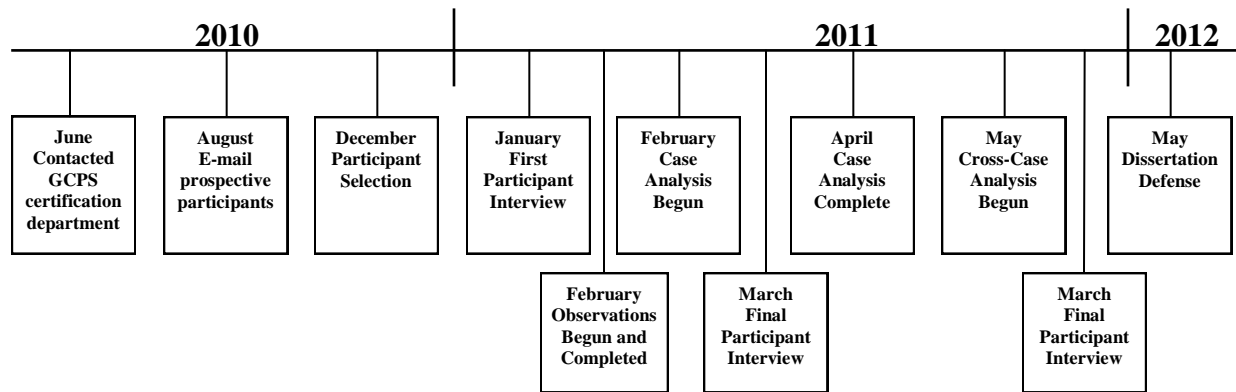 2010
2011
2012
June
Contacted
GCPS
certification
department
August
E-mail
prospective
participants
December
Participant
Selection
January
First
Participant
Interview
February
Case
Analysis
Begun
April
Case
Analysis
Complete
May
Cross-Case
Analysis
Begun
May
Dissertation
Defense
February
Observations
Begun and
Completed
March
Final
Participant
Interview
March
Final
Participant
Interview